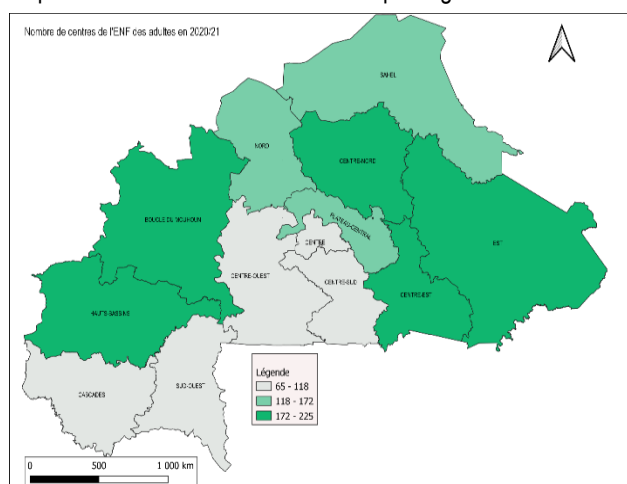 Nombre de centres de l'ENF des adultes en 2020/21
SAHEL
NORD
CENTRE-NORD
BOUCLE DU MOUHOUN
PLATEAU-CENTRAL
EST
CENTRE
CENTRE-OUEST
CENTRE-SUD
CENTRE-EST
HAUTS-BASSINS
CASCADES
SUD-OUEST
Légende
65 - 118
118 - 172
172 - 225
0 500 1 000 km